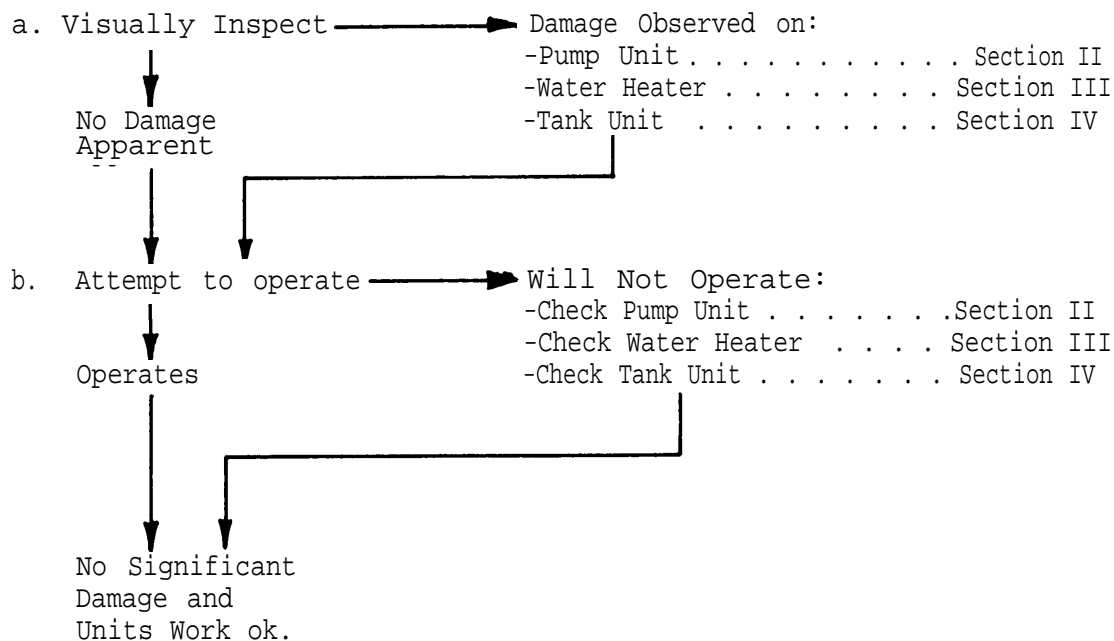 a. Visually Inspect
Damage Observed on:
-Pump Unit . . . . . . . . . . . Section II
-Water Heater . . . . . . . . Section III
-Tank Unit . . . . . . . . . Section IV
No Damage
Apparent
b. Attempt to operate
Will Not Operate:
-Check Pump Unit . . . . . . .Section II
-Check Water Heater . . . . Section III
-Check Tank Unit . . . . . . . Section IV
Operates
No Significant
Damage and
Units Work ok.